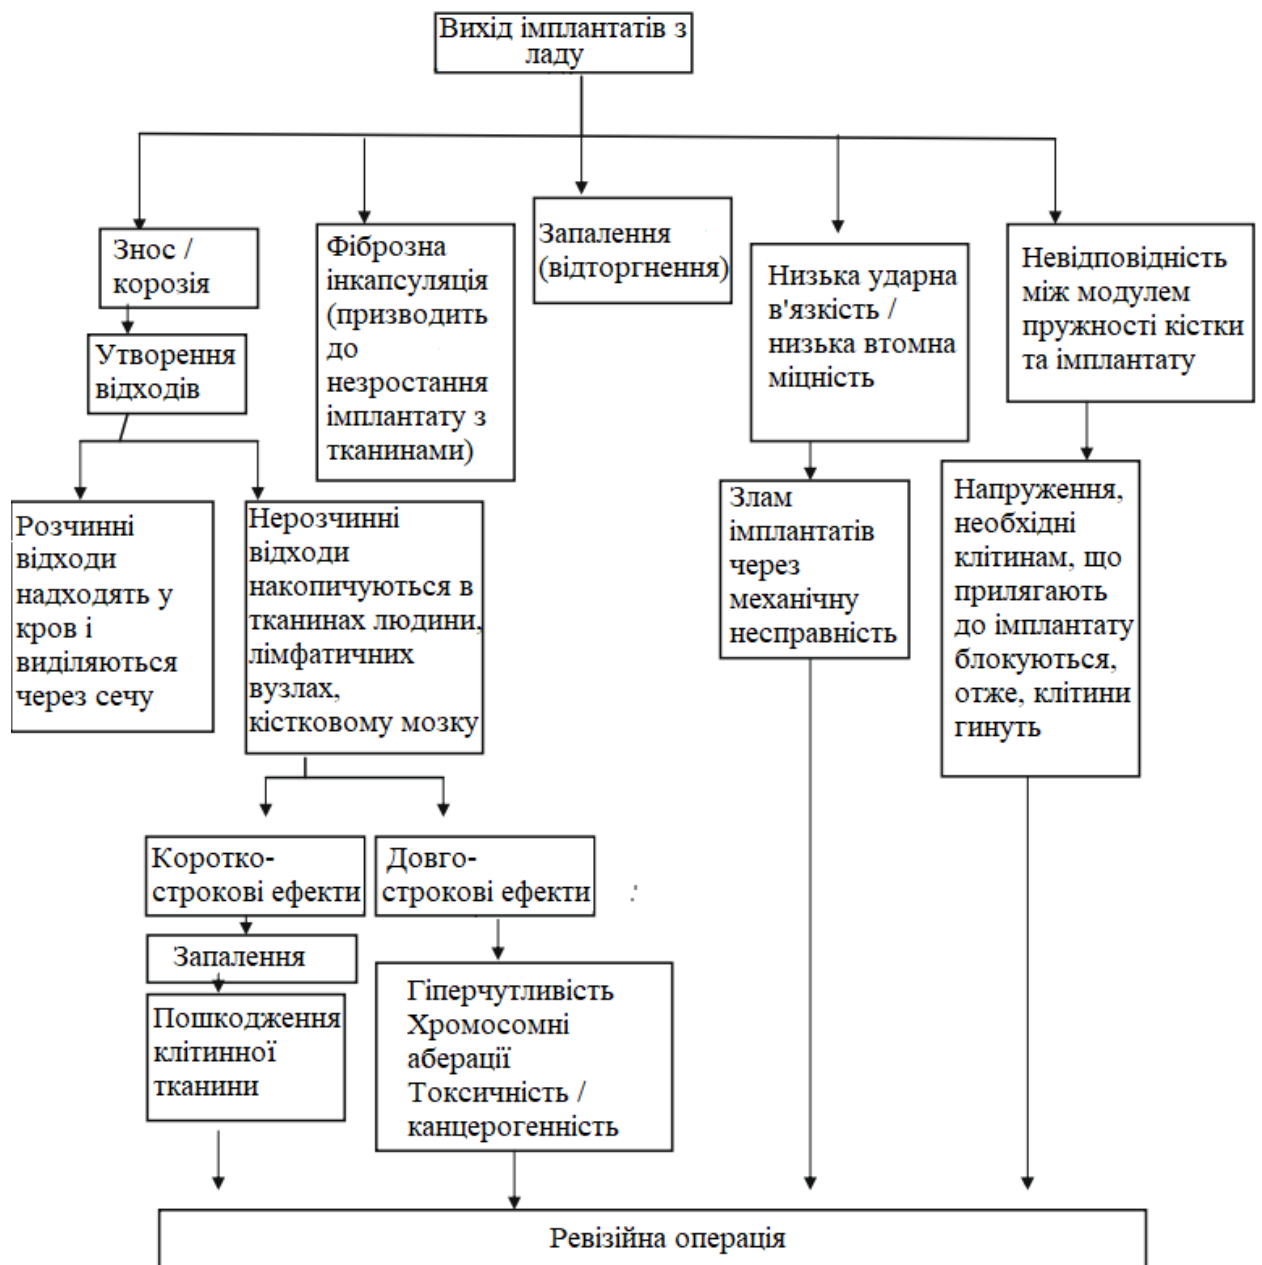 Вихід імплантатів з
ладу
Знос /
корозія
Утворення
відходів
Розчинні
відходи
надходять у
кров і
виділяються
через сечу
Нерозчинні
відходи
накопичуються в
тканинах людини,
лімфатичних
вузлах,
кістковому мозку
Коротко-
строкові ефекти
Запалення
Пошкодження
клітинної
тканини
Довго-
строкові ефекти
Гіперчутливість
Хромосомні
аберації
Токсичність /
канцерогенність
Фіброзна
інкапсуляція
(призводить
до
незростання
імплантату з
тканинами)
Запалення
(відторгнення)
Низька ударна
в'язкість /
низька втомна
міцність
Злам
імплантатів
через
механічну
несправність
Невідповідність
між модулем
пружності кістки
та імплантату
Напруження,
необхідні
клітинам, що
прилягають
до імплантату
блокуються,
отже, клітини
гинуть
Ревізійна операція